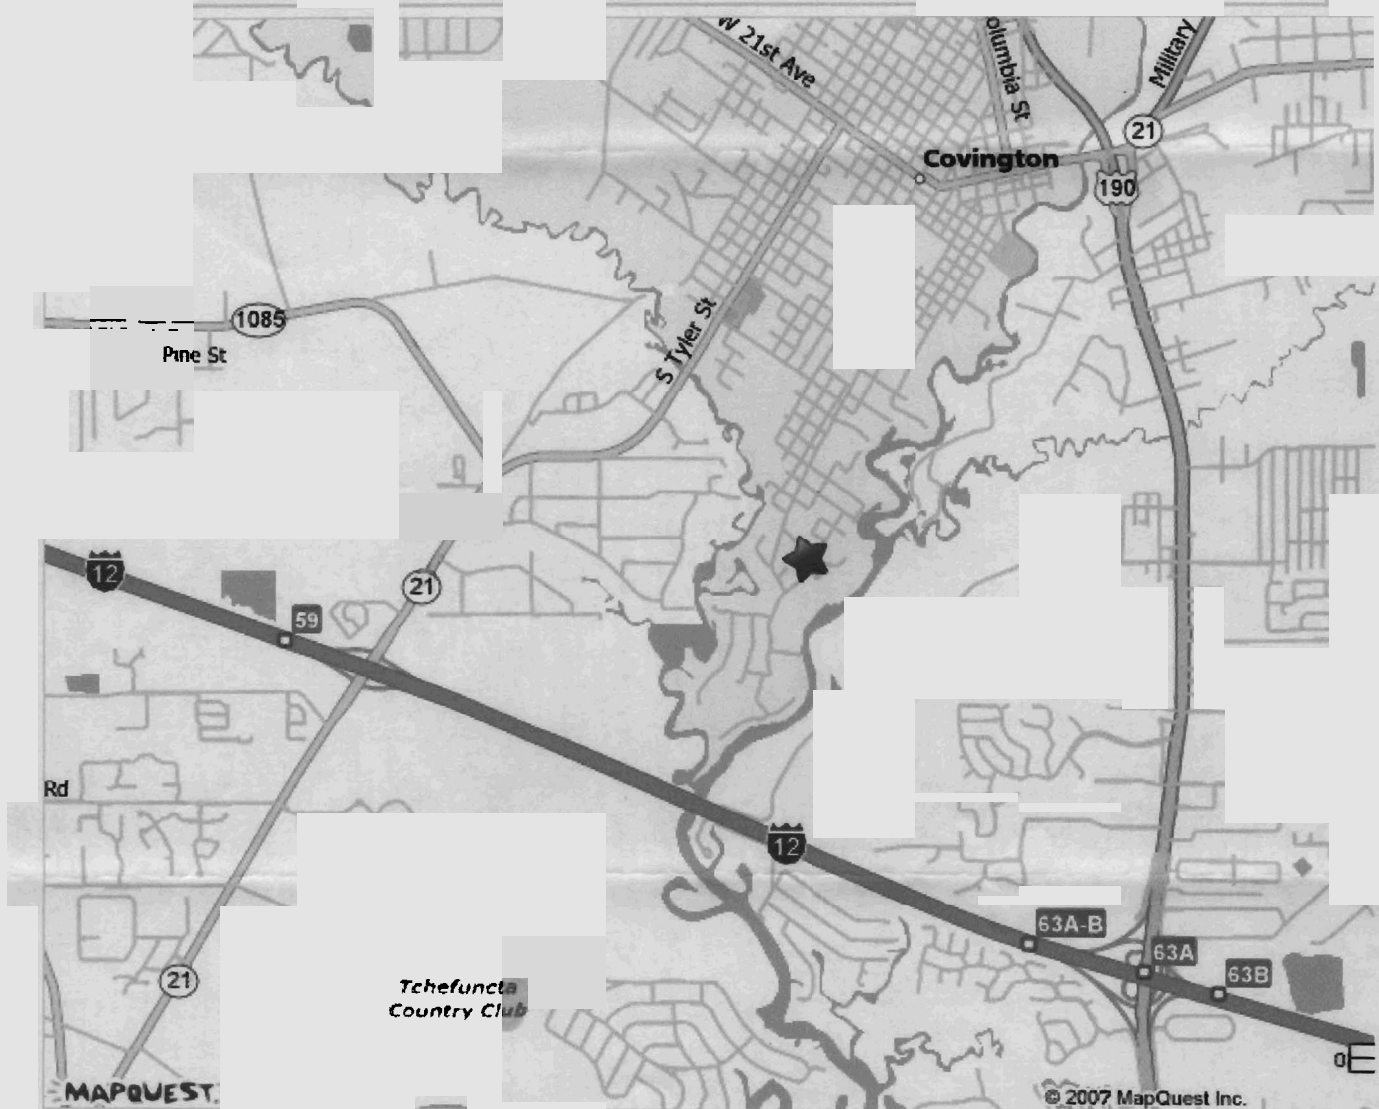 W 21st Ave
olumbia St
Military
21
Covington
190
S Tyler St
1085
Pine St
12
59
21
Rd
12
63A-B
63A
63B
21
Tchefuncta
Country Club
MAPQUEST
0
© 2007 MapQuest Inc.